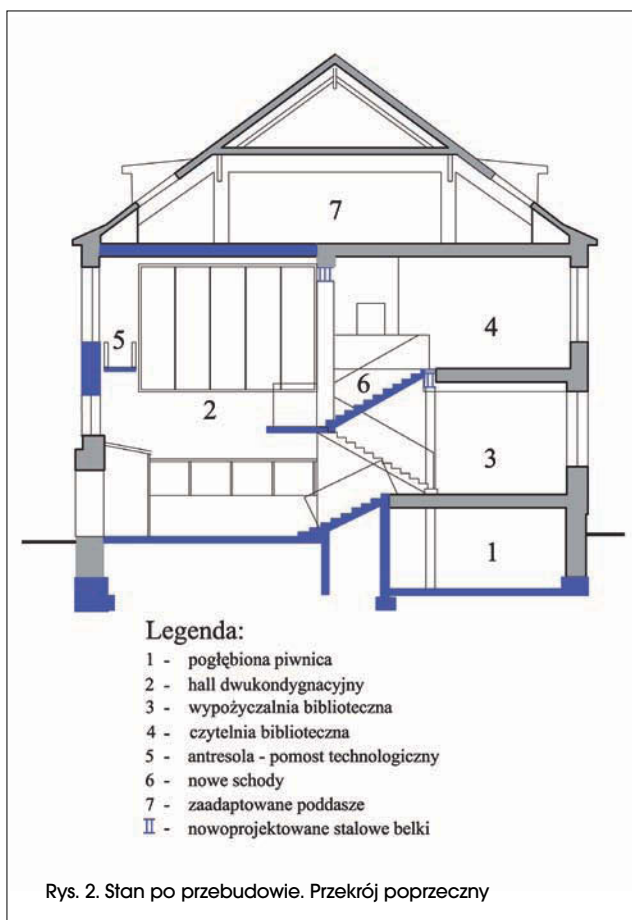 7
5
4
6
2
3
1
Legenda:
1 - pogłębiona piwnica
2 - hall dwukondygnacyjny
3 - wypożyczalnia biblioteczna
4 - czytelnia biblioteczna
5 - antresola - pomost technologiczny
6 - nowe schody
7 - zaadaptowane poddasze
- nowoprojektowane stalowe belki
Rys. 2. Stan po przebudowie. Przekrój poprzeczny